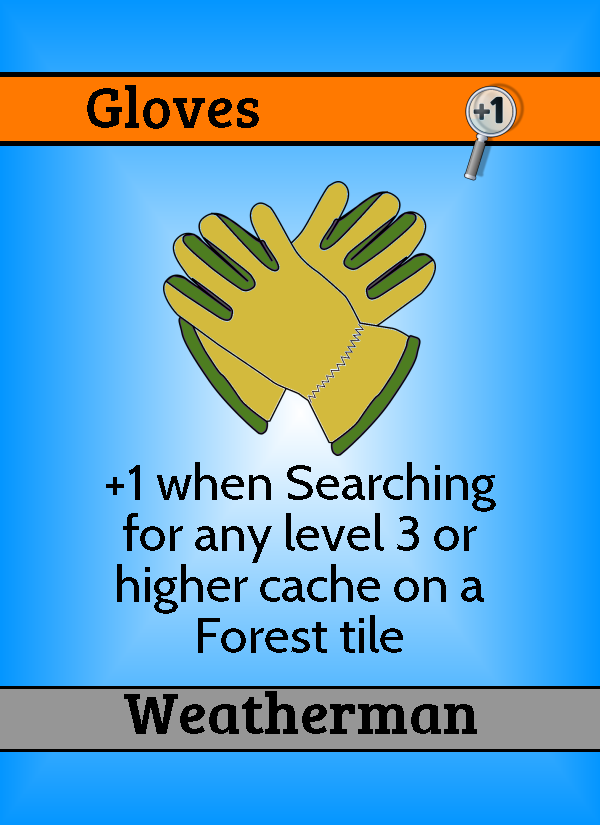 Gloves
+1
+1 when Searching
for any level 3 or
higher cache on a
Forest tile
Weatherman